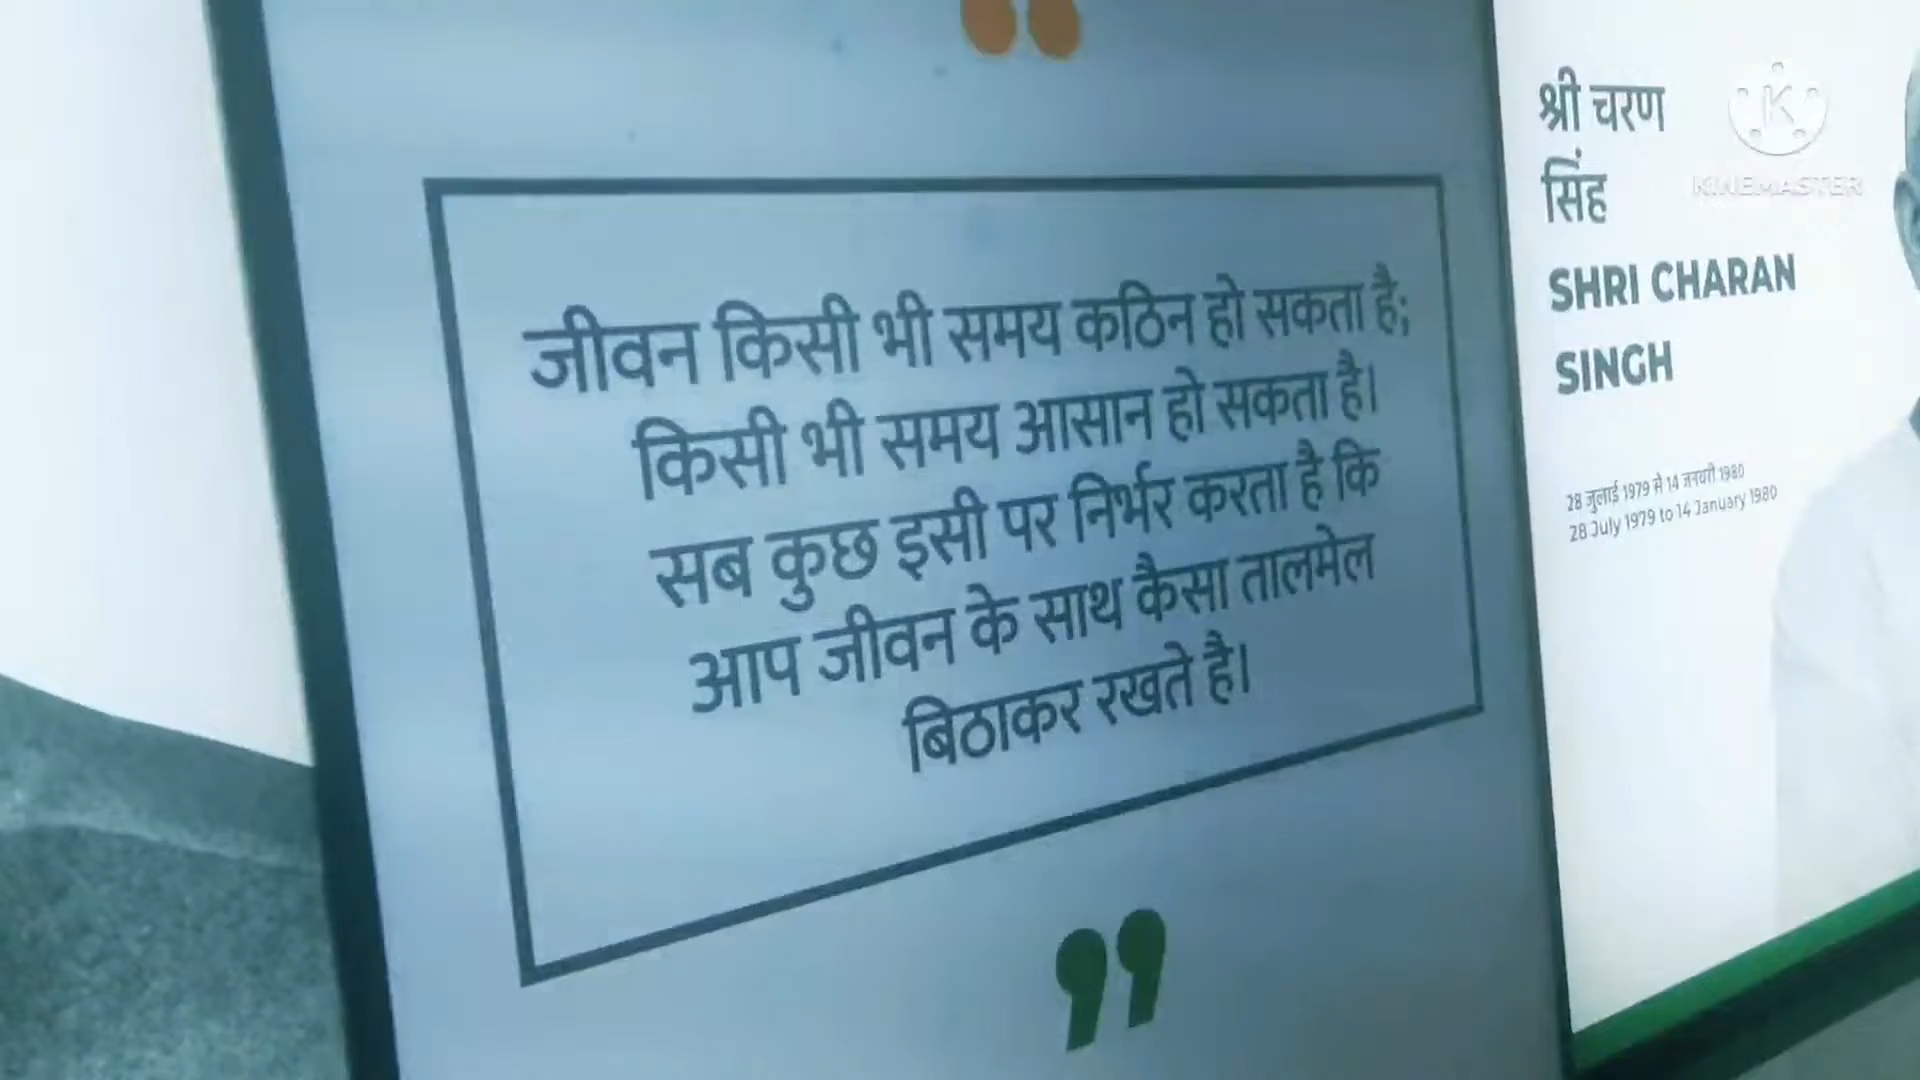 जीवन किसी भी समय कठिन हो सकता है;
किसी भी समय आसान हो सकता है।
सब कुछ इसी पर निर्भर करता है कि
आप जीवन के साथ कैसा तालमेल
बिठाकर रखते है।
श्री चरण
सिंह
SHRI CHARAN
SINGH
28 जुलाई 1979 से 14 जनवरी 1980
28 July 1979 to 14 January 1980
K
KINEMASTER